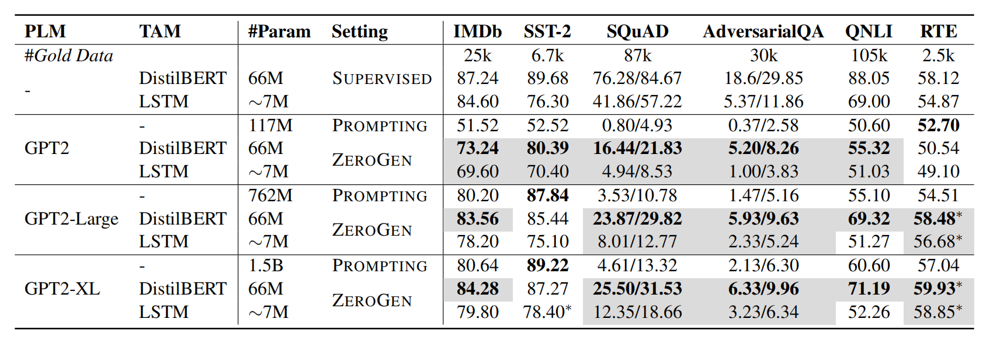 PLM TAM #Param Setting IMDb SST-2 SQuAD AdversarialQA QNLI RTE
#Gold Data 25k 6.7k 87k 30k 105k 2.5k
- DistilBERT 66M SUPERVISED 87.24 89.68 76.28/84.67 18.6/29.85 88.05 58.12
LSTM ~7M 84.60 76.30 41.86/57.22 5.37/11.86 69.00 54.87
- 117M PROMPTING 51.52 52.52 0.80/4.93 0.37/2.58 50.60 52.70
GPT2 DistilBERT 66M ZEROGEN 73.24 80.39 16.44/21.83 5.20/8.26 55.32 50.54
LSTM ~7M 69.60 70.40 4.94/8.53 1.00/3.83 51.03 49.10
- 762M PROMPTING 80.20 87.84 3.53/10.78 1.47/5.16 55.10 54.51
GPT2-Large DistilBERT 66M ZEROGEN 83.56 85.44 23.87/29.82 5.93/9.63 69.32 58.48*
LSTM ~7M 78.20 75.10 8.01/12.77 2.33/5.24 51.27 56.68*
- 1.5B PROMPTING 80.64 89.22 4.61/13.32 2.13/6.30 60.60 57.04
GPT2-XL DistilBERT 66M ZEROGEN 84.28 87.27 25.50/31.53 6.33/9.96 71.19 59.93*
LSTM ~7M 79.80 78.40* 12.35/18.66 3.23/6.34 52.26 58.85*